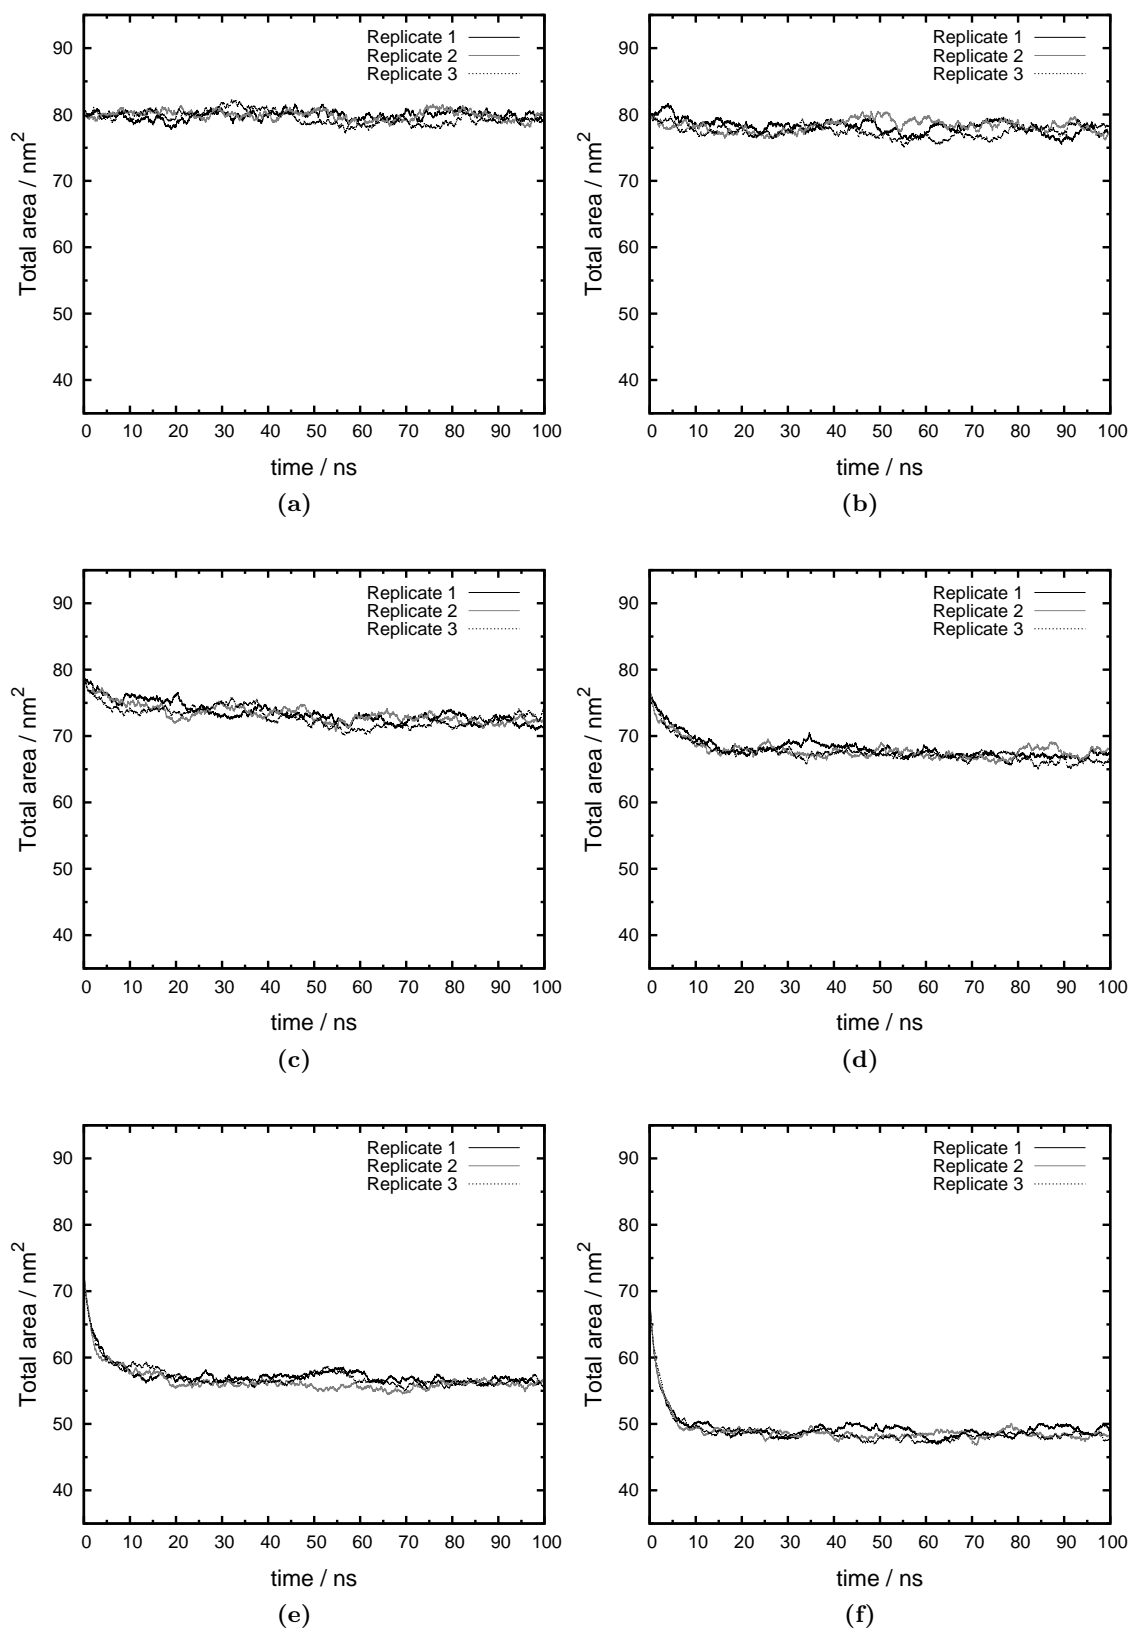 Total area / nm²
90
80
70
60
50
40
Replicate 1
Replicate 2
Replicate 3
0 10 20 30 40 50 60 70 80 90 100
time / ns
(a)
Total area / nm²
90
80
70
60
50
40
Replicate 1
Replicate 2
Replicate 3
0 10 20 30 40 50 60 70 80 90 100
time / ns
(b)
Total area / nm²
90
80
70
60
50
40
Replicate 1
Replicate 2
Replicate 3
0 10 20 30 40 50 60 70 80 90 100
time / ns
(c)
Total area / nm²
90
80
70
60
50
40
Replicate 1
Replicate 2
Replicate 3
0 10 20 30 40 50 60 70 80 90 100
time / ns
(d)
Total area / nm²
90
80
70
60
50
40
Replicate 1
Replicate 2
Replicate 3
0 10 20 30 40 50 60 70 80 90 100
time / ns
(e)
Total area / nm²
90
80
70
60
50
40
Replicate 1
Replicate 2
Replicate 3
0 10 20 30 40 50 60 70 80 90 100
time / ns
(f)